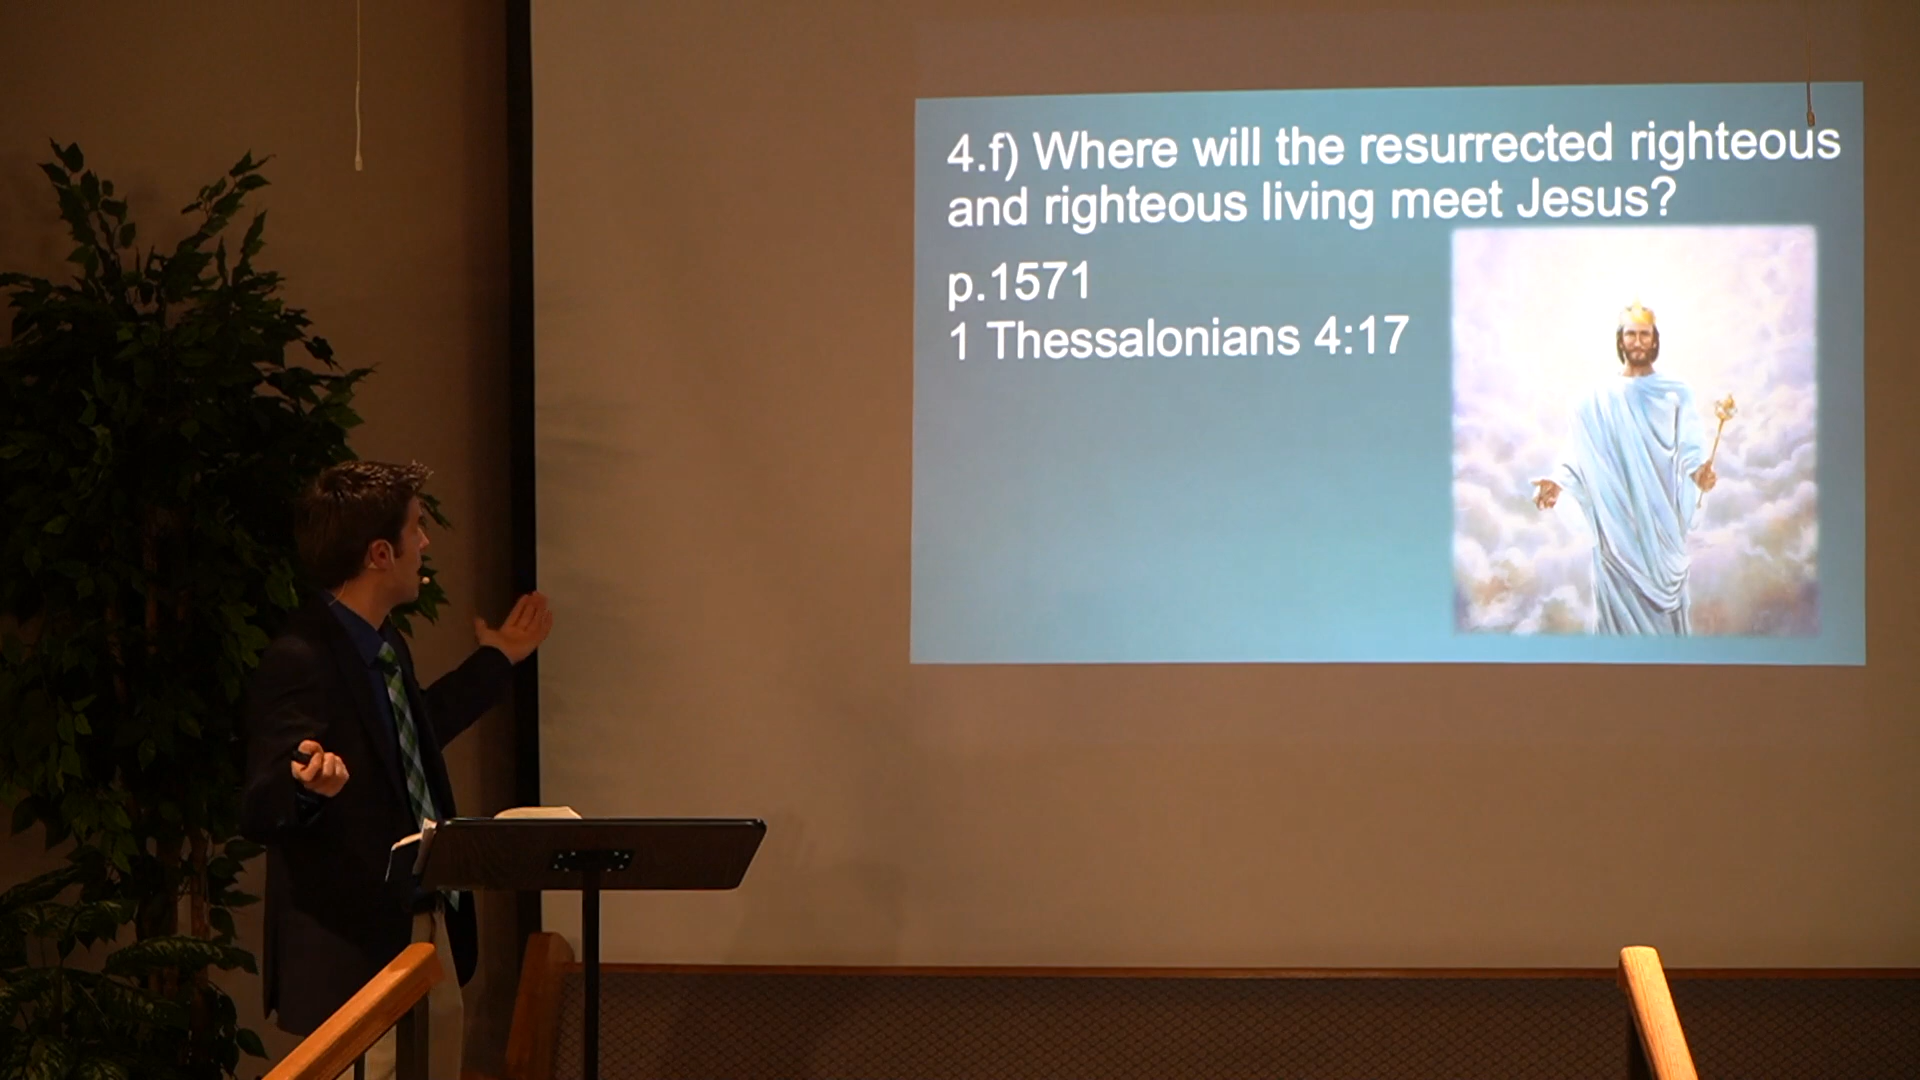 4.f) Where will the resurrected righteous
and righteous living meet Jesus?
p.1571
1 Thessalonians 4:17